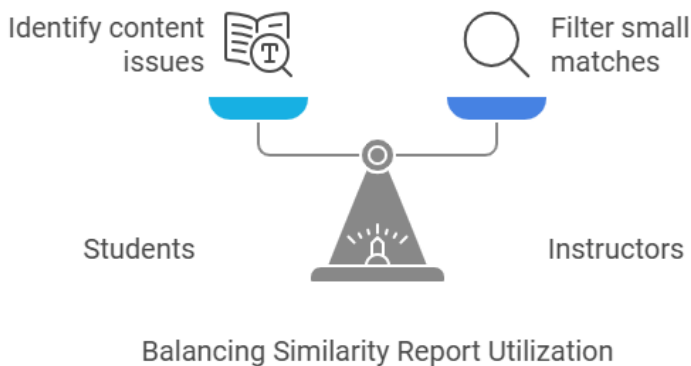 Identify content
issues
Filter small
matches
T
Students
Instructors
Balancing Similarity Report Utilization